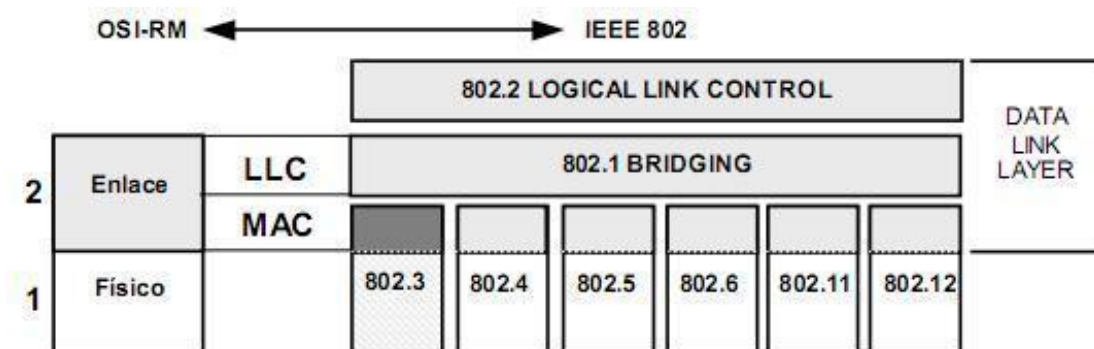 OSI-RM IEEE 802
802.2 LOGICAL LINK CONTROL
DATA
LINK
LAYER
2 Enlace LLC 802.1 BRIDGING
MAC
1 Físico 802.3 802.4 802.5 802.6 802.11 802.12